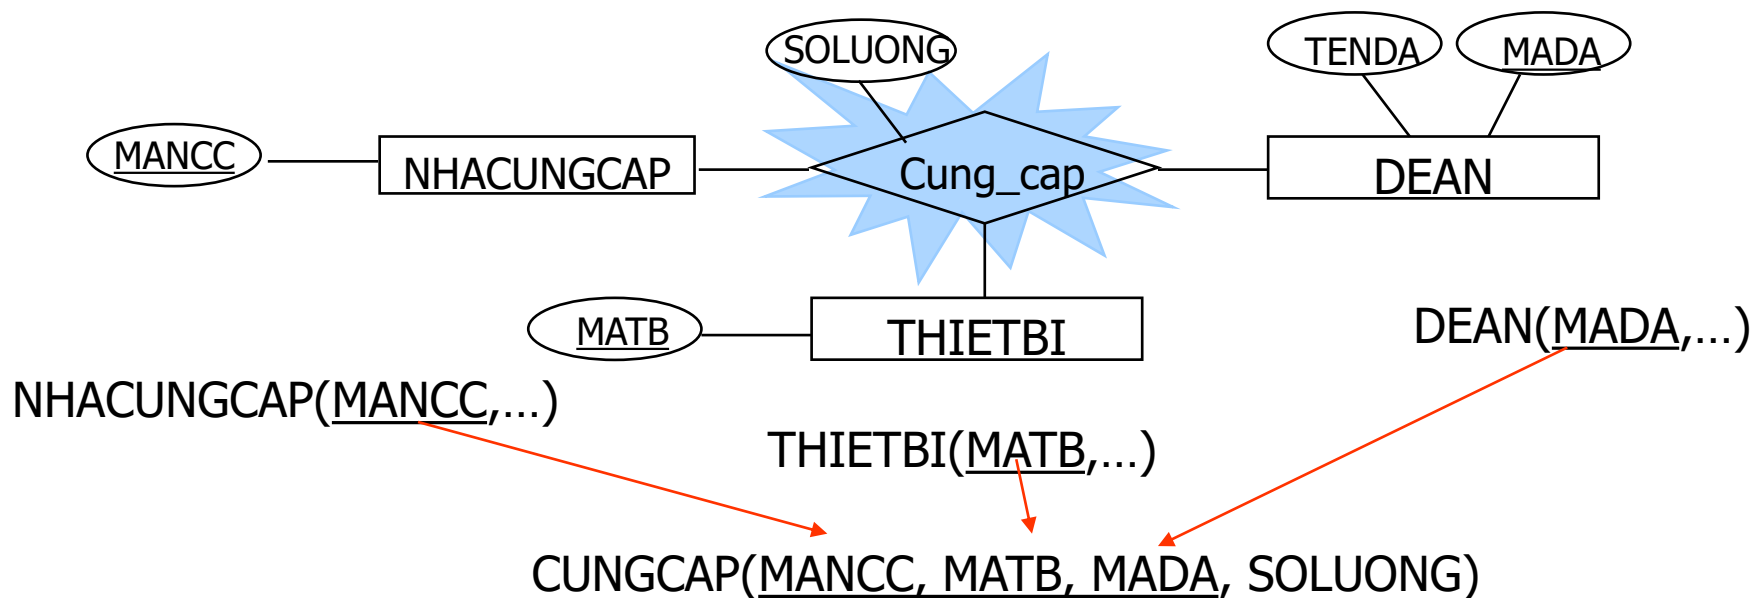 SOLUONG
TENDA
MADA
MANCC
NHACUNGCAP
Cung_cap
DEAN
MATB
THIETBI
DEAN(MADA,...)
NHACUNGCAP(MANCC,...)
THIETBI(MATB,...)
CUNGCAP(MANCC, MATB, MADA, SOLUONG)